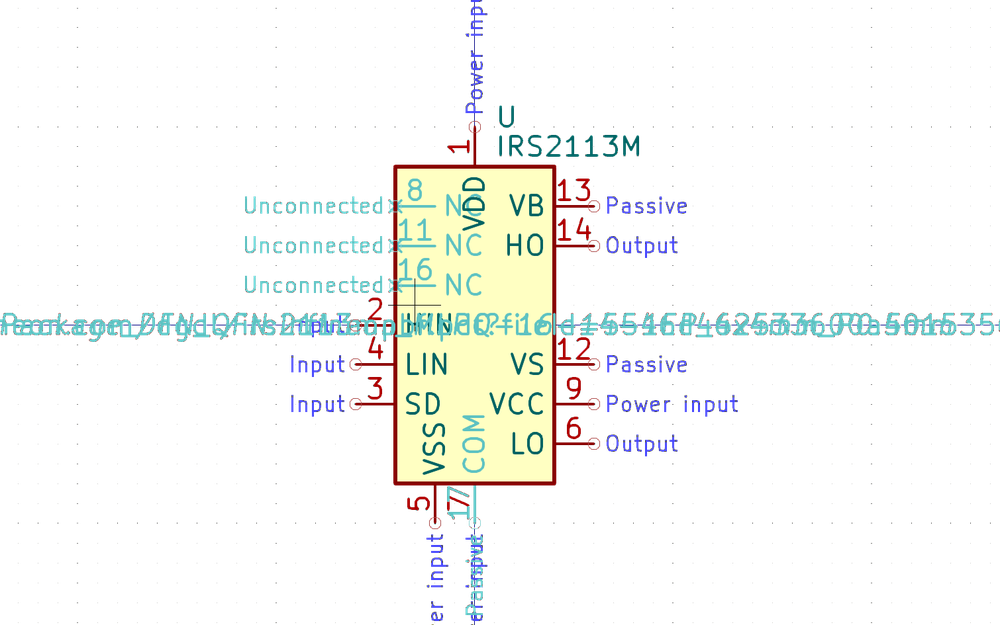 Power input
U
1
IRS2113M
8
VDD
13
Unconnected
NC
VB
Passive
11
14
Unconnected
NC
HO
Output
16
Unconnected
NC
2
Input
HIN
4
12
Input
LIN
VS
Passive
3
9
Input
SD
VCC
Power input
6
VSS
COM
LO
Output
5
7
17
input
Passive